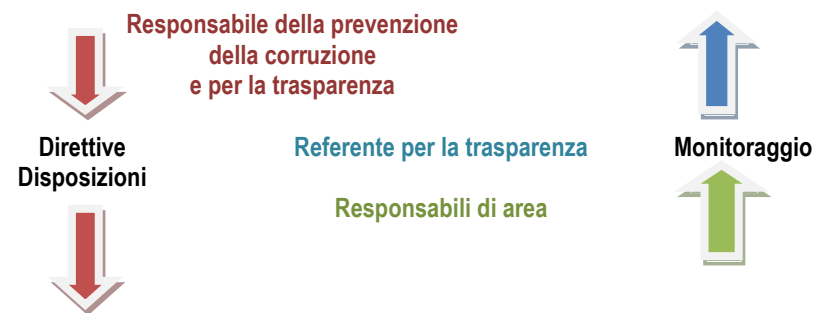 Responsabile della prevenzione
della corruzione
e per la trasparenza
Direttive
Disposizioni
Referente per la trasparenza
Monitoraggio
Responsabili di area